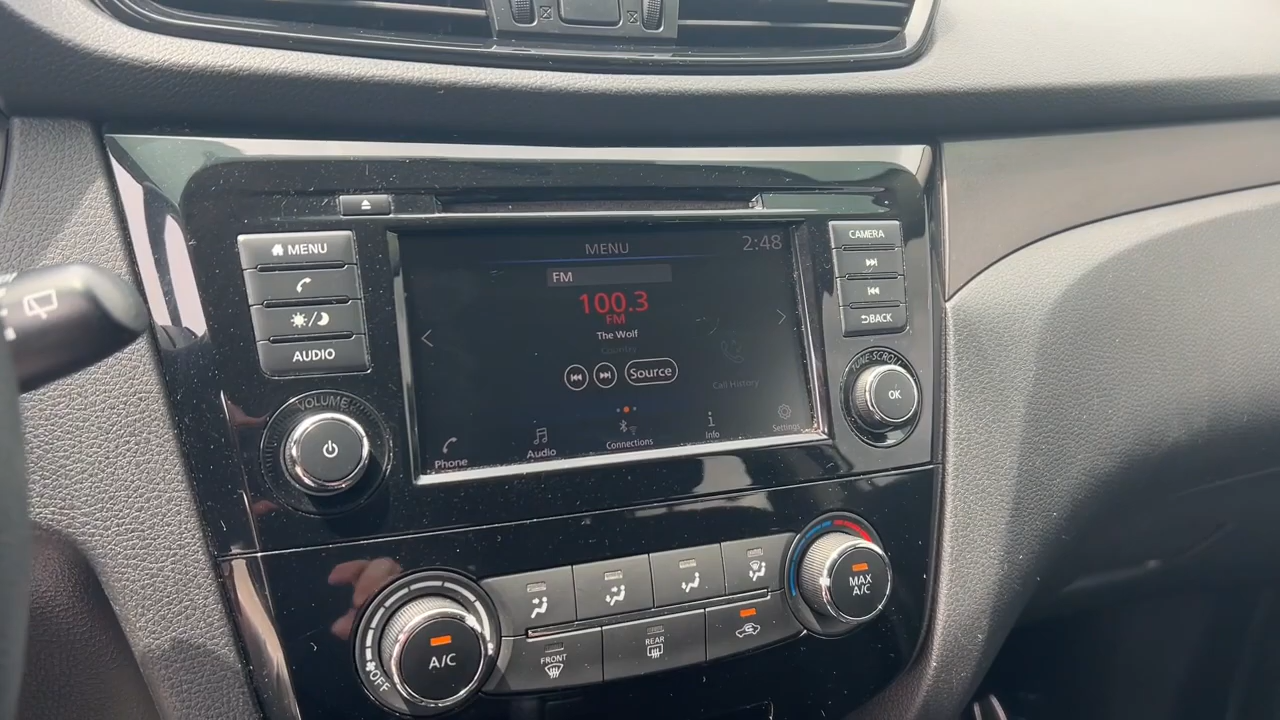 MENU
AUDIO
VOLUME
MENU
2:48
FM
100.3
FM
The Wolf
Country
Source
Call History
Phone
Audio
Connections
Info
Settings
CAMERA
BACK
TUNE-SCROLL
OK
OFF
A/C
FRONT
REAR
MAX
A/C